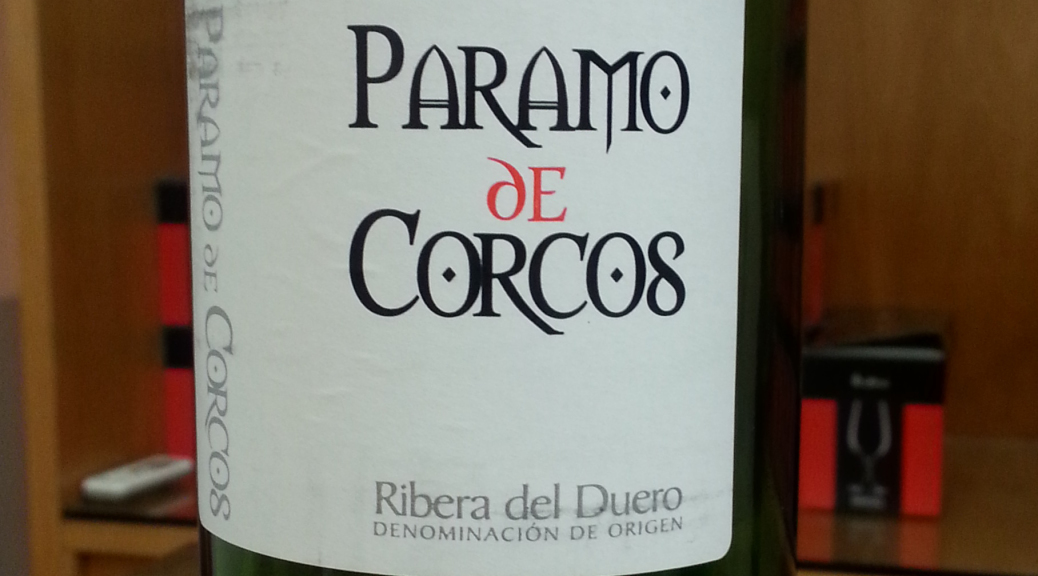 PARAMO
DE
CORCOS
Ribera del Duero
DENOMINACIÓN DE ORIGEN
PARAMO DE CORCOS